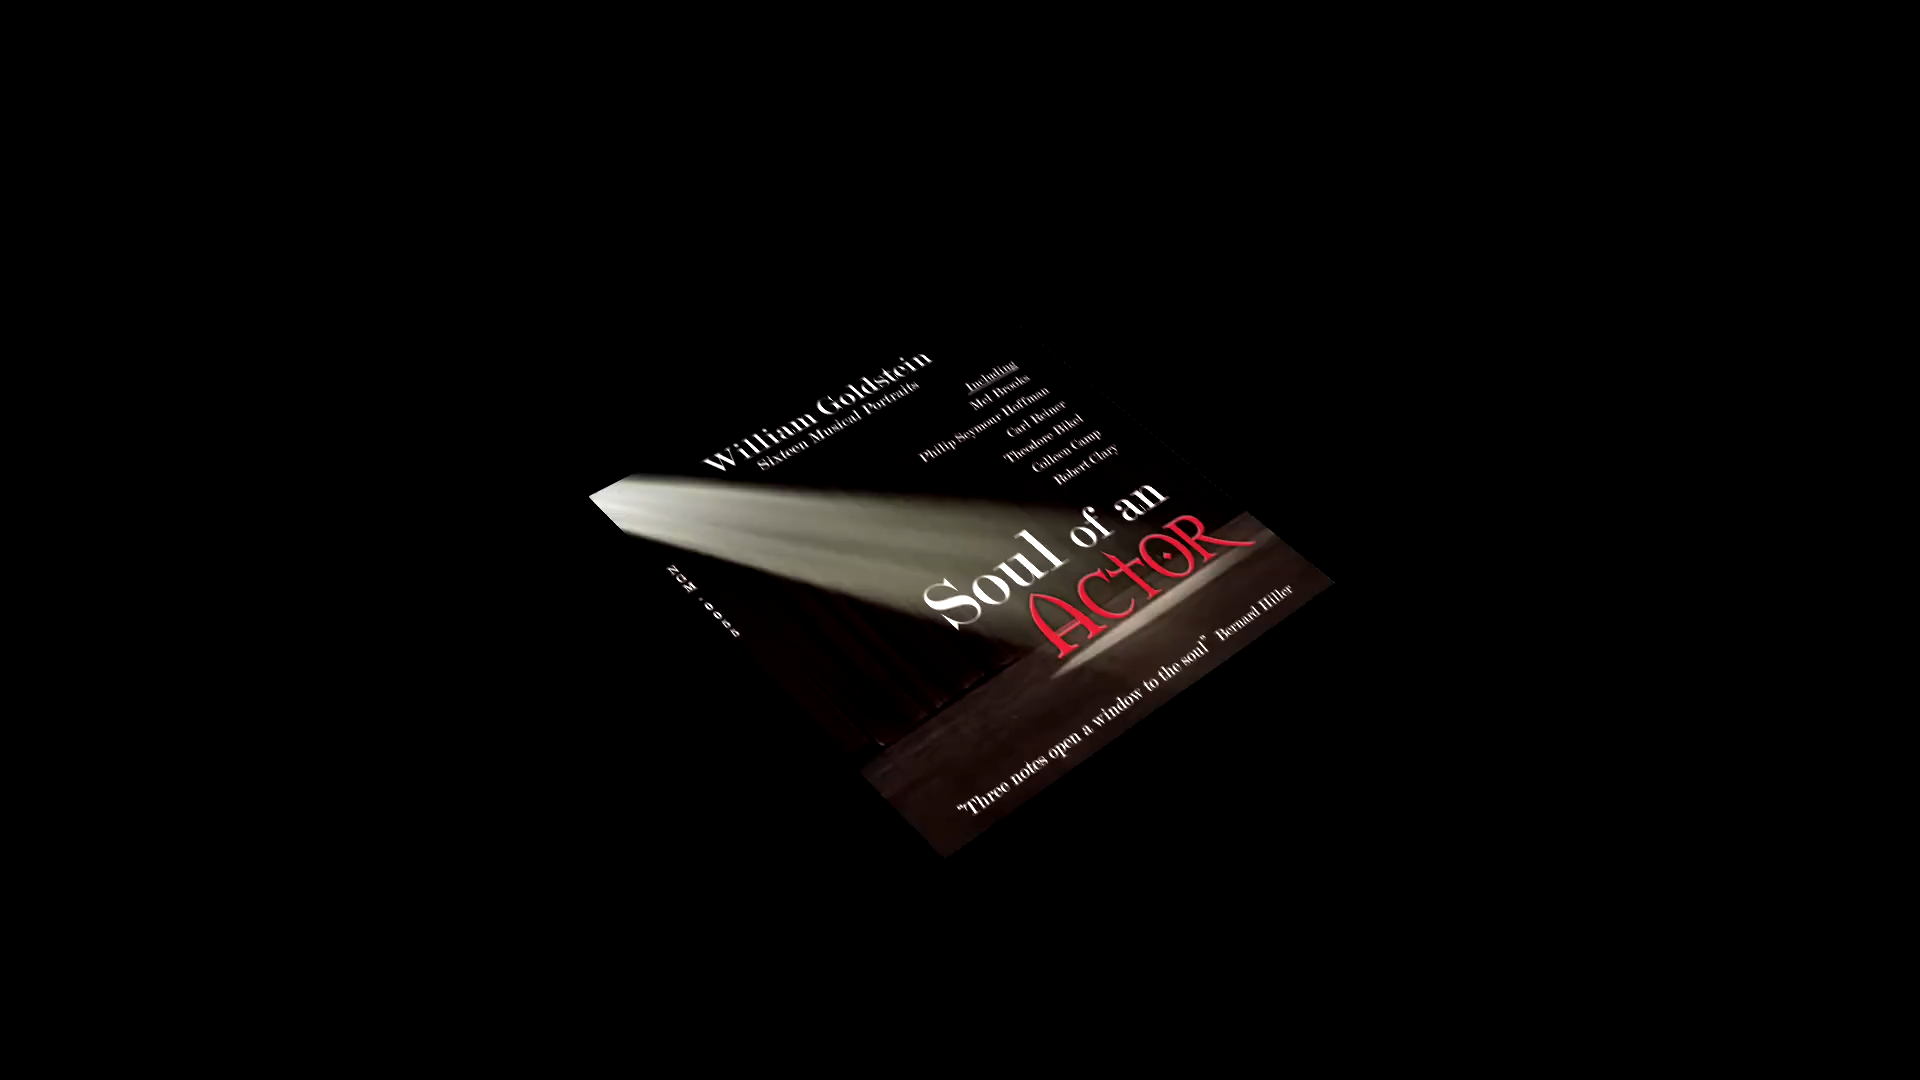 William Goldstein
Sixteen Musical Portraits
Including
Mel Brooks
Philip Seymour Hoffman
Carl Reiner
Theodore Bikel
Colleen Camp
Robert Clary
Soul of an
ACTOR
"Three notes open a window to the soul" Bernard Hiller